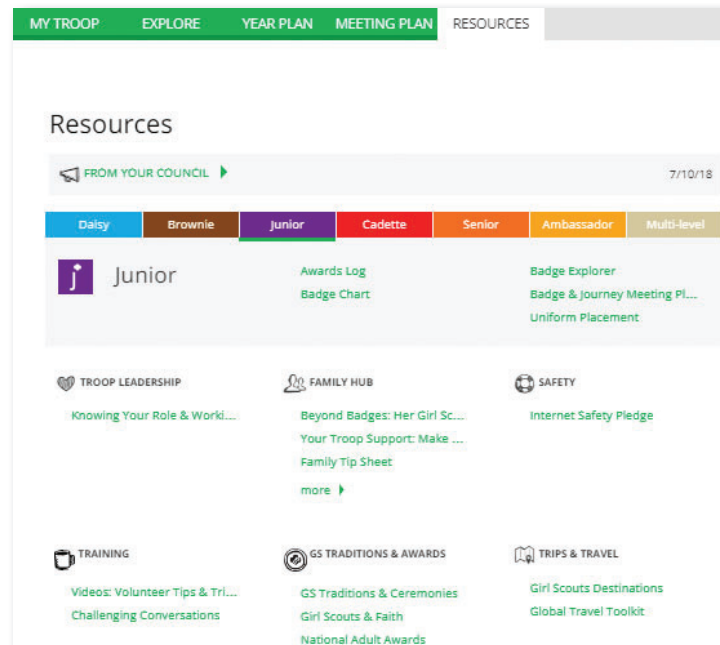 MY TROOP EXPLORE YEAR PLAN MEETING PLAN RESOURCES
Resources
FROM YOUR COUNCIL 7/10/18
Daisy Brownie Junior Cadette Senior Ambassador Multi-level
j Junior
Awards Log
Badge Chart
Badge Explorer
Badge & Journey Meeting Pl...
Uniform Placement
TROOP LEADERSHIP
Knowing Your Role & Worki...
FAMILY HUB
Beyond Badges: Her Girl Sc...
Your Troop Support: Make ...
Family Tip Sheet
more
SAFETY
Internet Safety Pledge
TRAINING
Videos: Volunteer Tips & Tri...
Challenging Conversations
GS TRADITIONS & AWARDS
GS Traditions & Ceremonies
Girl Scouts & Faith
National Adult Awards
TRIPS & TRAVEL
Girl Scouts Destinations
Global Travel Toolkit